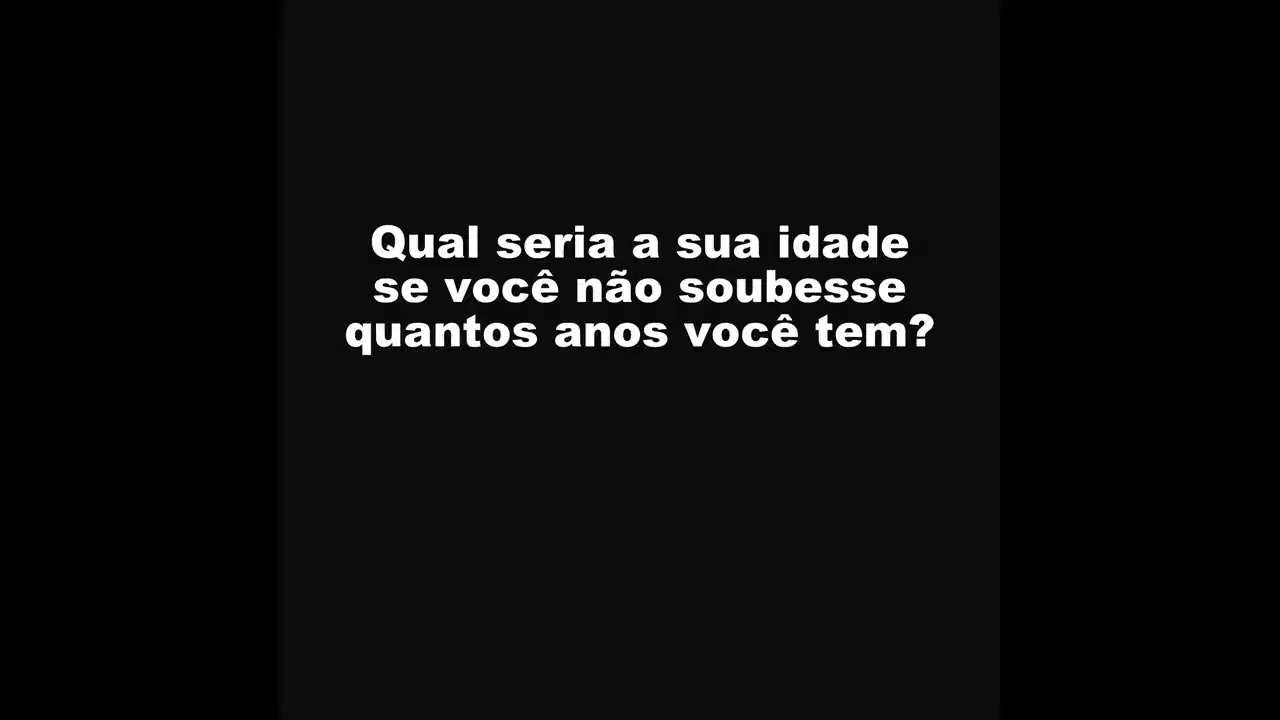 Qual seria a sua idade
se você não soubesse
quantos anos você tem?